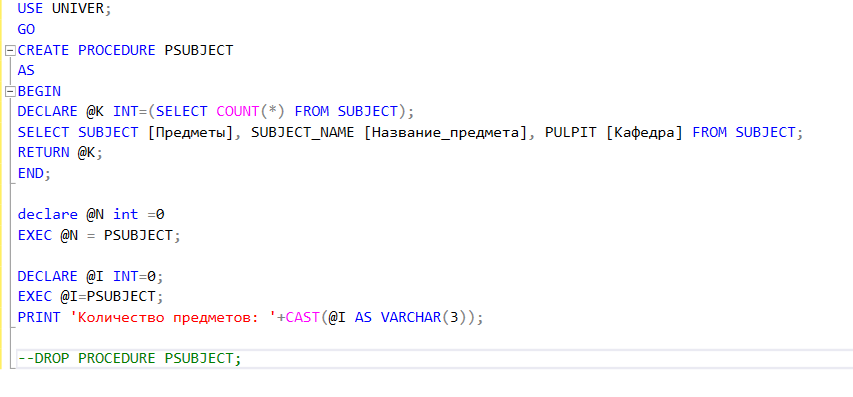 USE UNIVER;
GO
CREATE PROCEDURE PSUBJECT
AS
BEGIN
DECLARE @K INT=(SELECT COUNT(*) FROM SUBJECT);
SELECT SUBJECT [Предметы], SUBJECT_NAME [Название_предмета], PULPIT [Кафедра] FROM SUBJECT;
RETURN @K;
END;
declare @N int =0
EXEC @N = PSUBJECT;
DECLARE @I INT=0;
EXEC @I=PSUBJECT;
PRINT 'Количество предметов: '+CAST(@I AS VARCHAR(3));
--DROP PROCEDURE PSUBJECT;